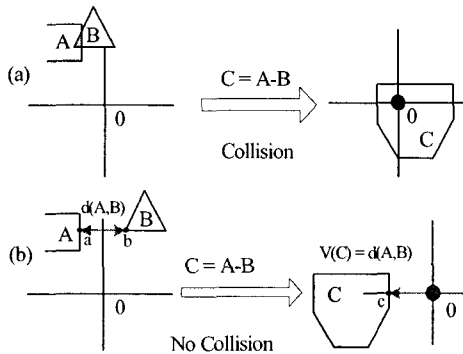 A B
(a)
0
C = A-B
Collision
0
C
d(A,B)
A a b B
(b)
0
C = A-B
No Collision
V(C) = d(A,B)
C c
0